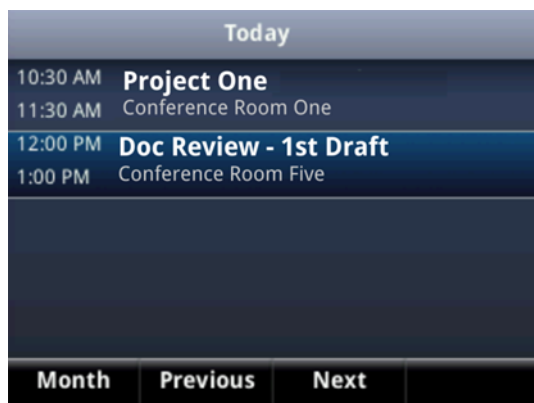 Today
10:30 AM Project One
11:30 AM Conference Room One
12:00 PM Doc Review - 1st Draft
1:00 PM Conference Room Five
Month Previous Next